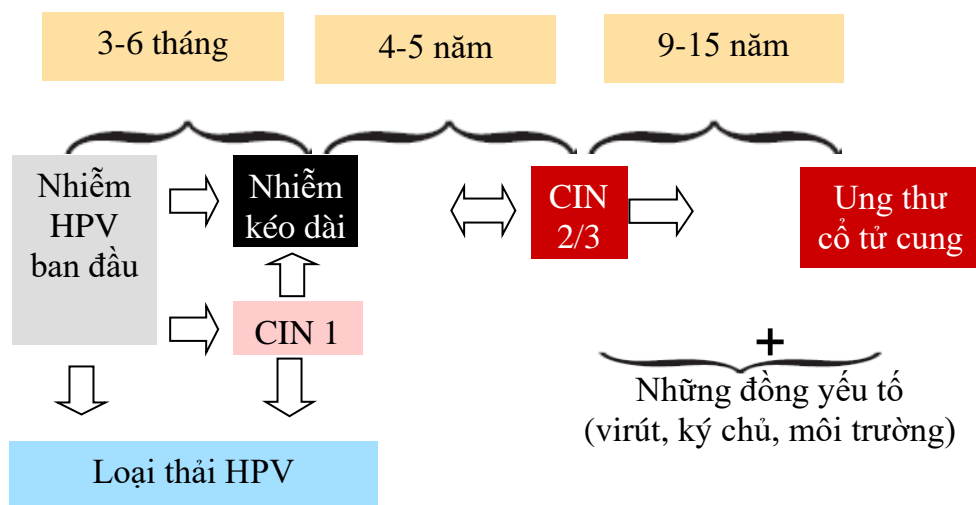 3-6 tháng
4-5 năm
9-15 năm
Nhiễm
HPV
ban đầu
Nhiễm
kéo dài
CIN
2/3
Ung thư
cổ tử cung
CIN 1
+
Những đồng yếu tố
(virút, ký chủ, môi trường)
Loại thải HPV